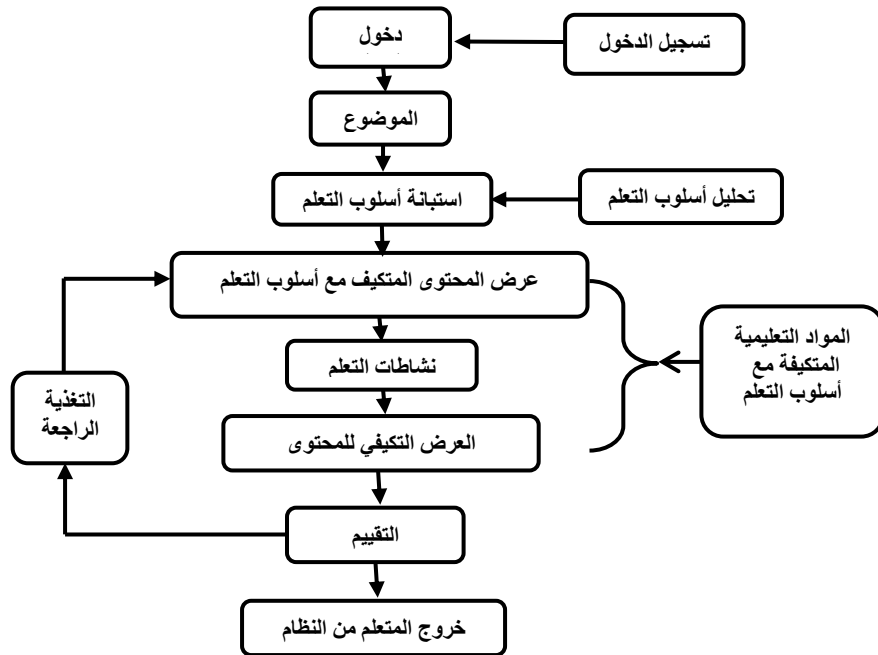 دخول
تسجيل الدخول
الموضوع
استبانة أسلوب التعلم
تحليل أسلوب التعلم
عرض المحتوى المتكيف مع أسلوب التعلم
نشاطات التعلم
المواد التعليمية
المتكيفة مع
أسلوب التعلم
التغذية
الراجعة
العرض التكيفي للمحتوى
التقييم
خروج المتعلم من النظام